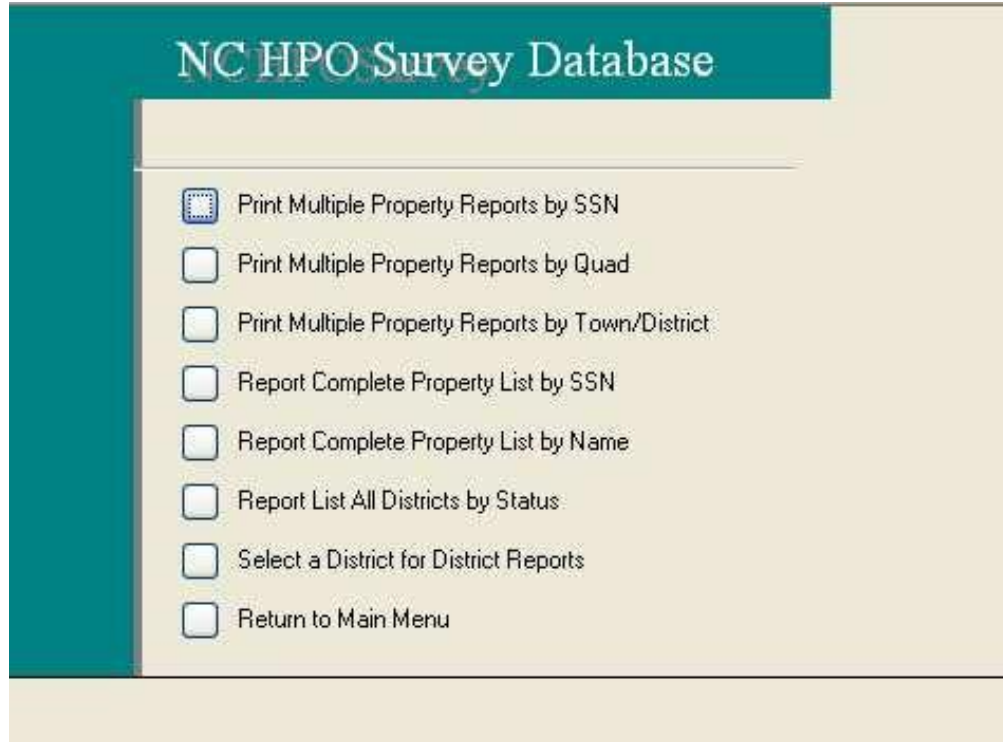 NC HPO Survey Database
Print Multiple Property Reports by SSN
Print Multiple Property Reports by Quad
Print Multiple Property Reports by Town/District
Report Complete Property List by SSN
Report Complete Property List by Name
Report List All Districts by Status
Select a District for District Reports
Return to Main Menu